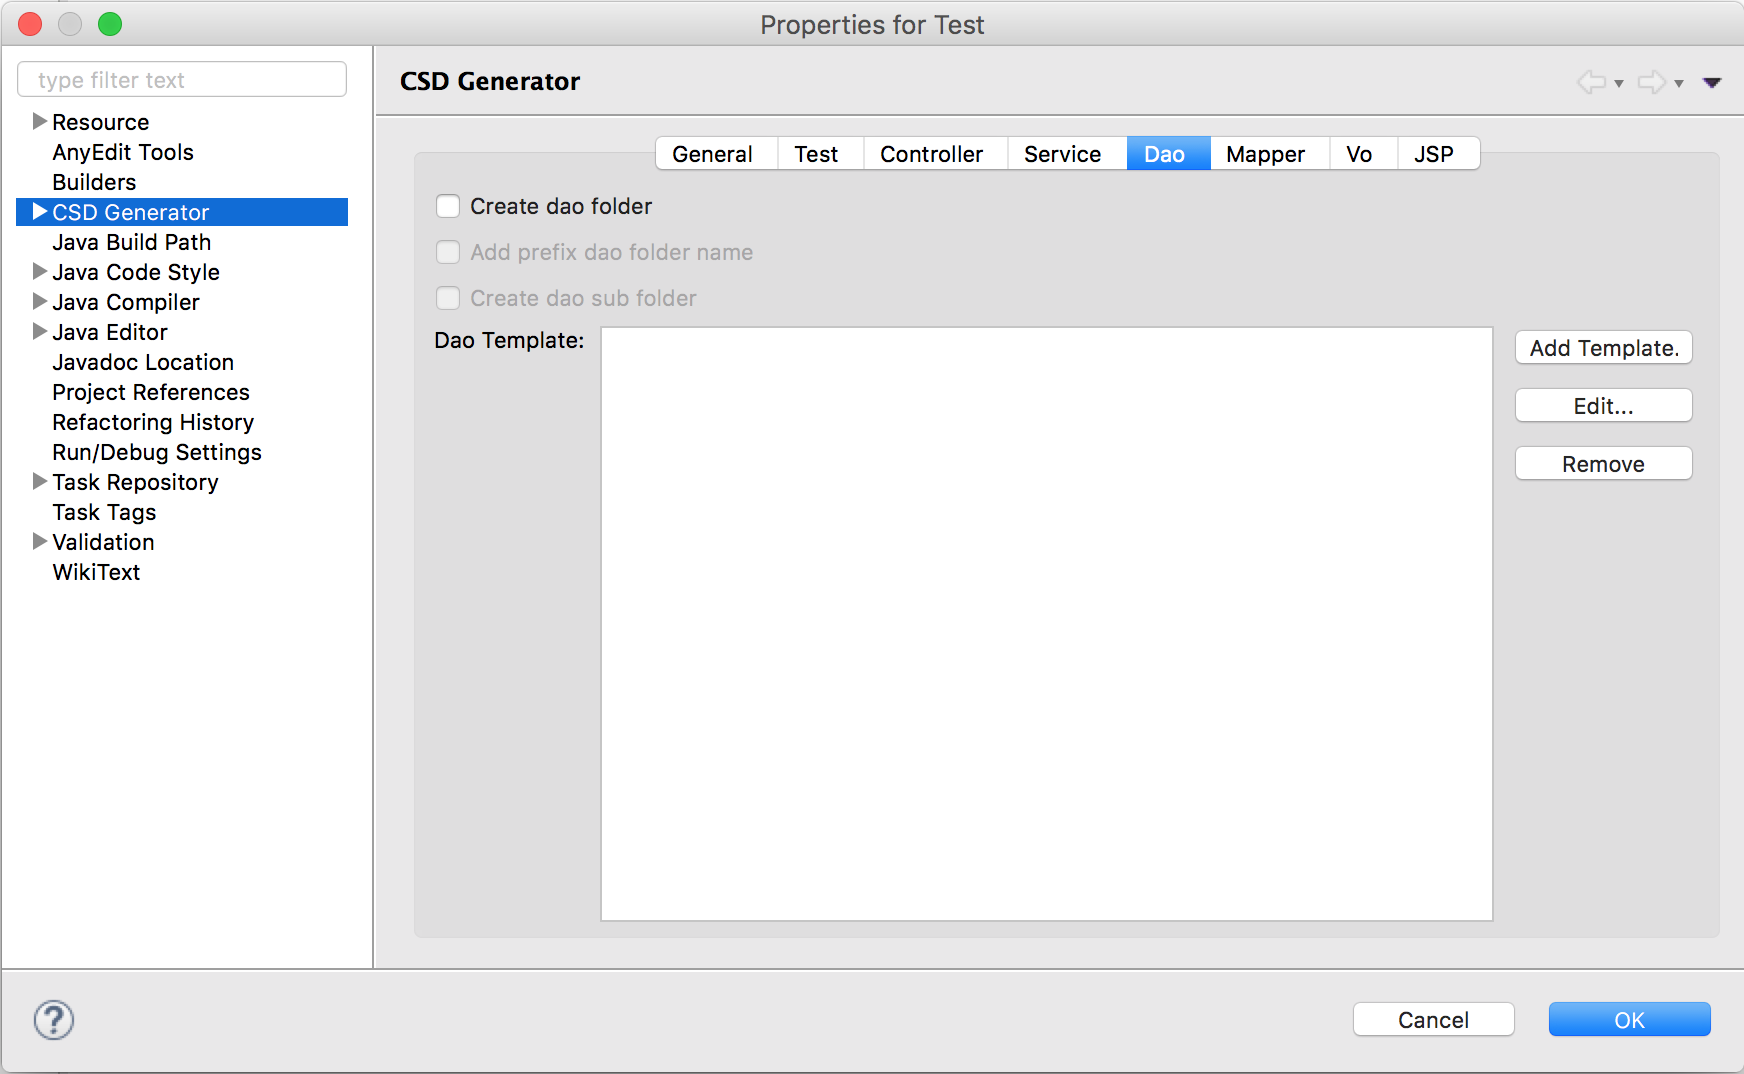 Properties for Test
type filter text
Resource
AnyEdit Tools
Builders
CSD Generator
Java Build Path
Java Code Style
Java Compiler
Java Editor
Javadoc Location
Project References
Refactoring History
Run/Debug Settings
Task Repository
Task Tags
Validation
WikiText
CSD Generator
General Test Controller Service Dao Mapper Vo JSP
Create dao folder
Add prefix dao folder name
Create dao sub folder
Dao Template:
Add Template.
Edit...
Remove
?
Cancel OK